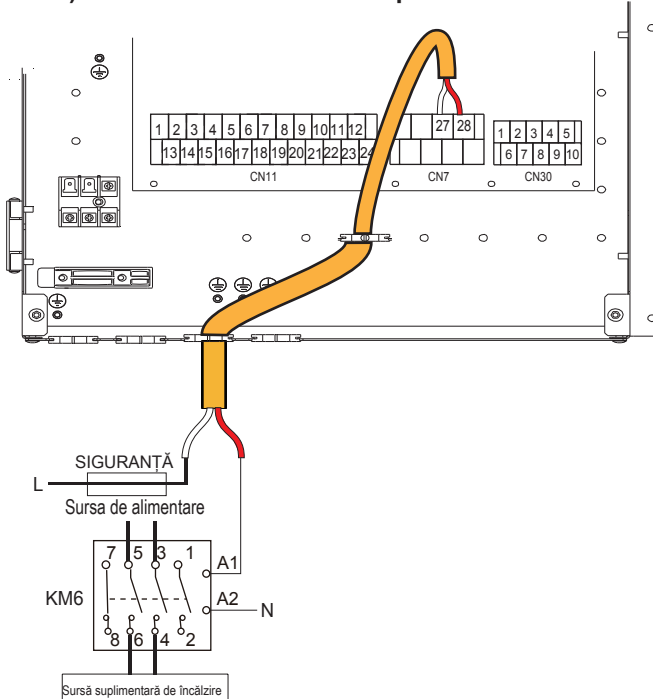 27 28
1 2 3 4 5 6 7 8 9 10 11 12
1 2 3 4 5
13 14 15 16 17 18 19 20 21 22 23 24
6 7 8 9 10
CN11
CN7
CN30
SIGURANȚĂ
L
Sursa de alimentare
7 5 3 1
A1
KM6
A2
N
8 6 4 2
Sursă suplimentară de încălzire